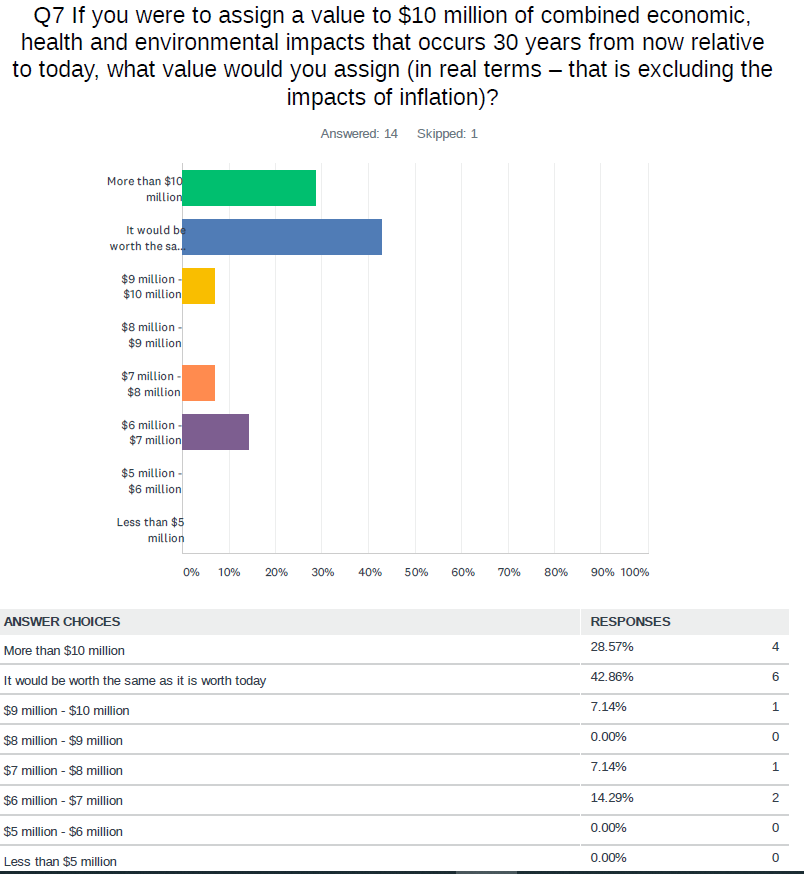 Q7 If you were to assign a value to $10 million of combined economic,
health and environmental impacts that occurs 30 years from now relative
to today, what value would you assign (in real terms – that is excluding the
impacts of inflation)?
Answered: 14 Skipped: 1
More than $10
million
It would be
worth the sa...
$9 million -
$10 million
$8 million -
$9 million
$7 million -
$8 million
$6 million -
$7 million
$5 million -
$6 million
Less than $5
million
0% 10% 20% 30% 40% 50% 60% 70% 80% 90% 100%
ANSWER CHOICES RESPONSES
More than $10 million 28.57% 4
It would be worth the same as it is worth today 42.86% 6
$9 million - $10 million 7.14% 1
$8 million - $9 million 0.00% 0
$7 million - $8 million 7.14% 1
$6 million - $7 million 14.29% 2
$5 million - $6 million 0.00% 0
Less than $5 million 0.00% 0